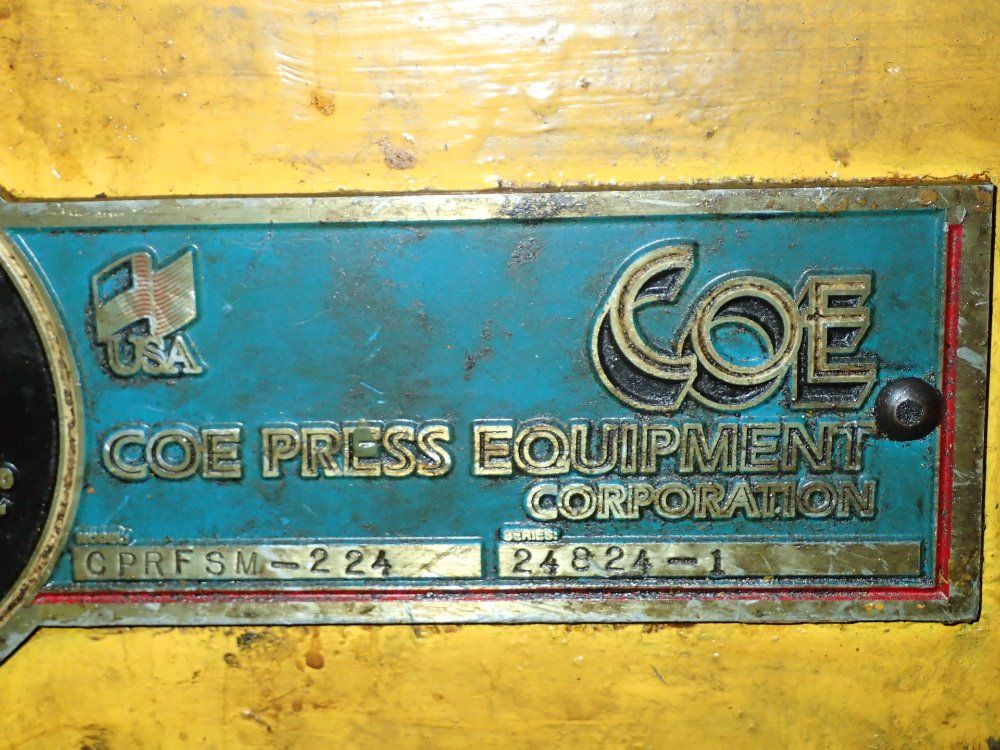 USA
COE
COE PRESS EQUIPMENT
CORPORATION
MODEL:
CPRFSM-224
SERIES:
24824-1